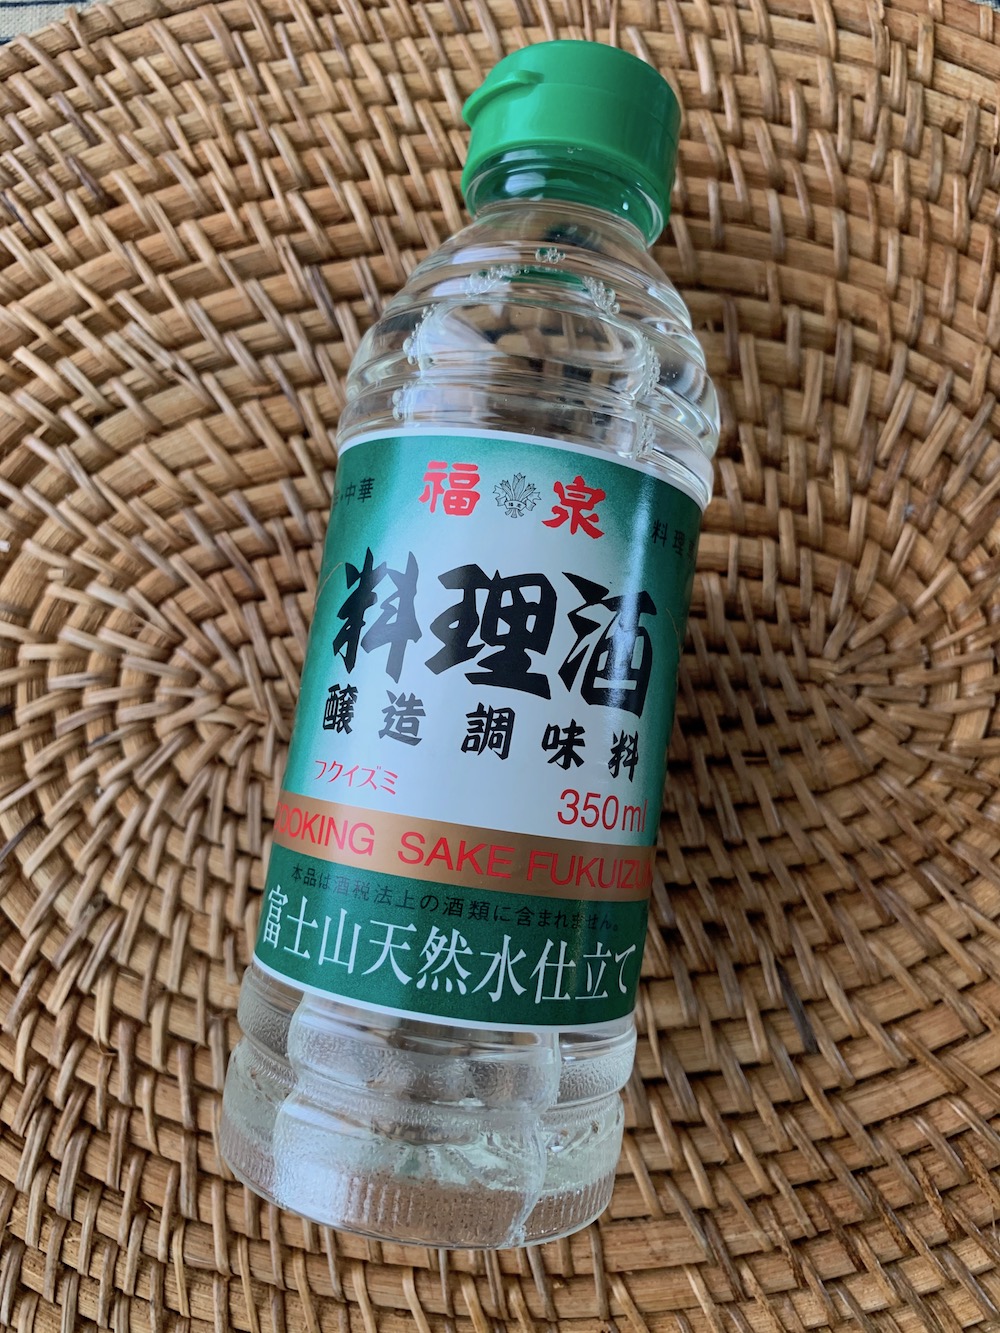 中華
福 泉
料理
料理酒
醸造調味料
フクイズミ
350ml
COOKING SAKE FUKUIZU
本品は酒税法上の酒類に含まれません。
富士山天然水仕立て